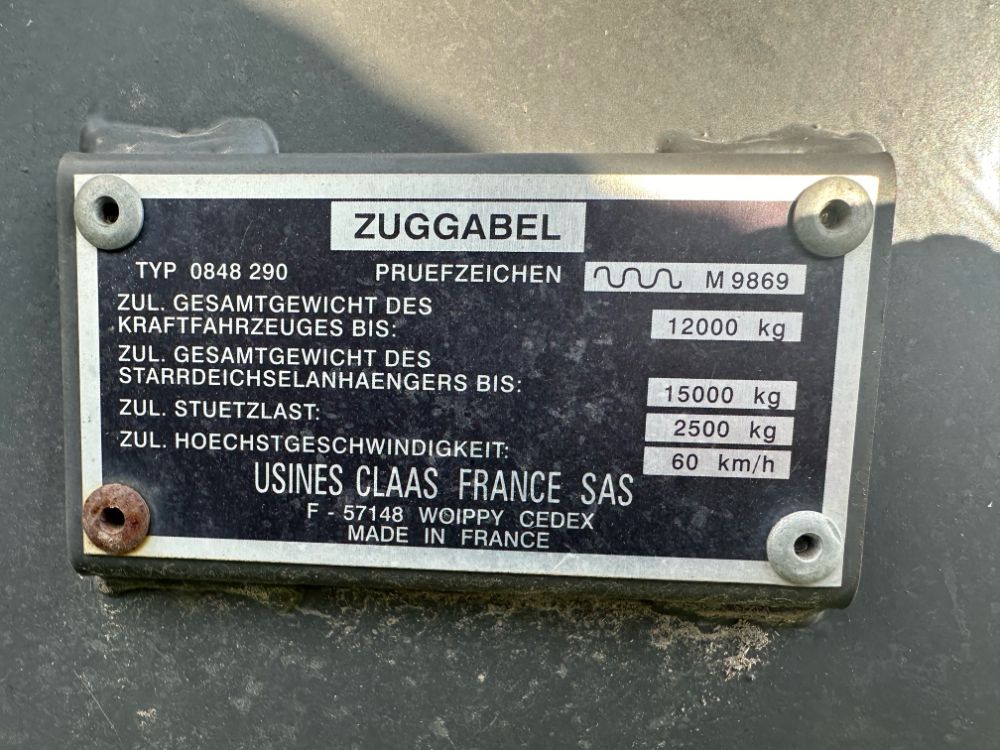 ZUGGABEL
TYP 0848 290 PRUEFZEICHEN M 9869
ZUL. GESAMTGEWICHT DES
KRAFTFAHRZEUGES BIS: 12000 kg
ZUL. GESAMTGEWICHT DES
STARRDEICHSELANHAENGERS BIS: 15000 kg
ZUL. STUETZLAST: 2500 kg
ZUL. HOECHSTGESCHWINDIGKEIT: 60 km/h
USINES CLAAS FRANCE SAS
F - 57148 WOIPPY CEDEX
MADE IN FRANCE